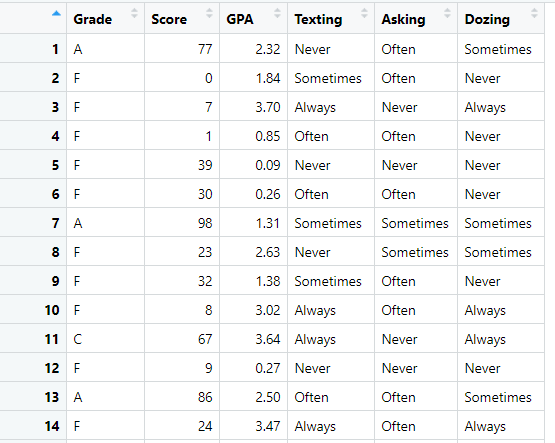 Grade Score GPA Texting Asking Dozing
1 A 77 2.32 Never Often Sometimes
2 F 0 1.84 Sometimes Often Never
3 F 7 3.70 Always Never Always
4 F 1 0.85 Often Often Never
5 F 39 0.09 Never Never Never
6 F 30 0.26 Often Often Never
7 A 98 1.31 Sometimes Sometimes Sometimes
8 F 23 2.63 Never Sometimes Sometimes
9 F 32 1.38 Sometimes Often Never
10 F 8 3.02 Always Often Always
11 C 67 3.64 Always Never Always
12 F 9 0.27 Never Never Never
13 A 86 2.50 Often Often Sometimes
14 F 24 3.47 Always Often Always